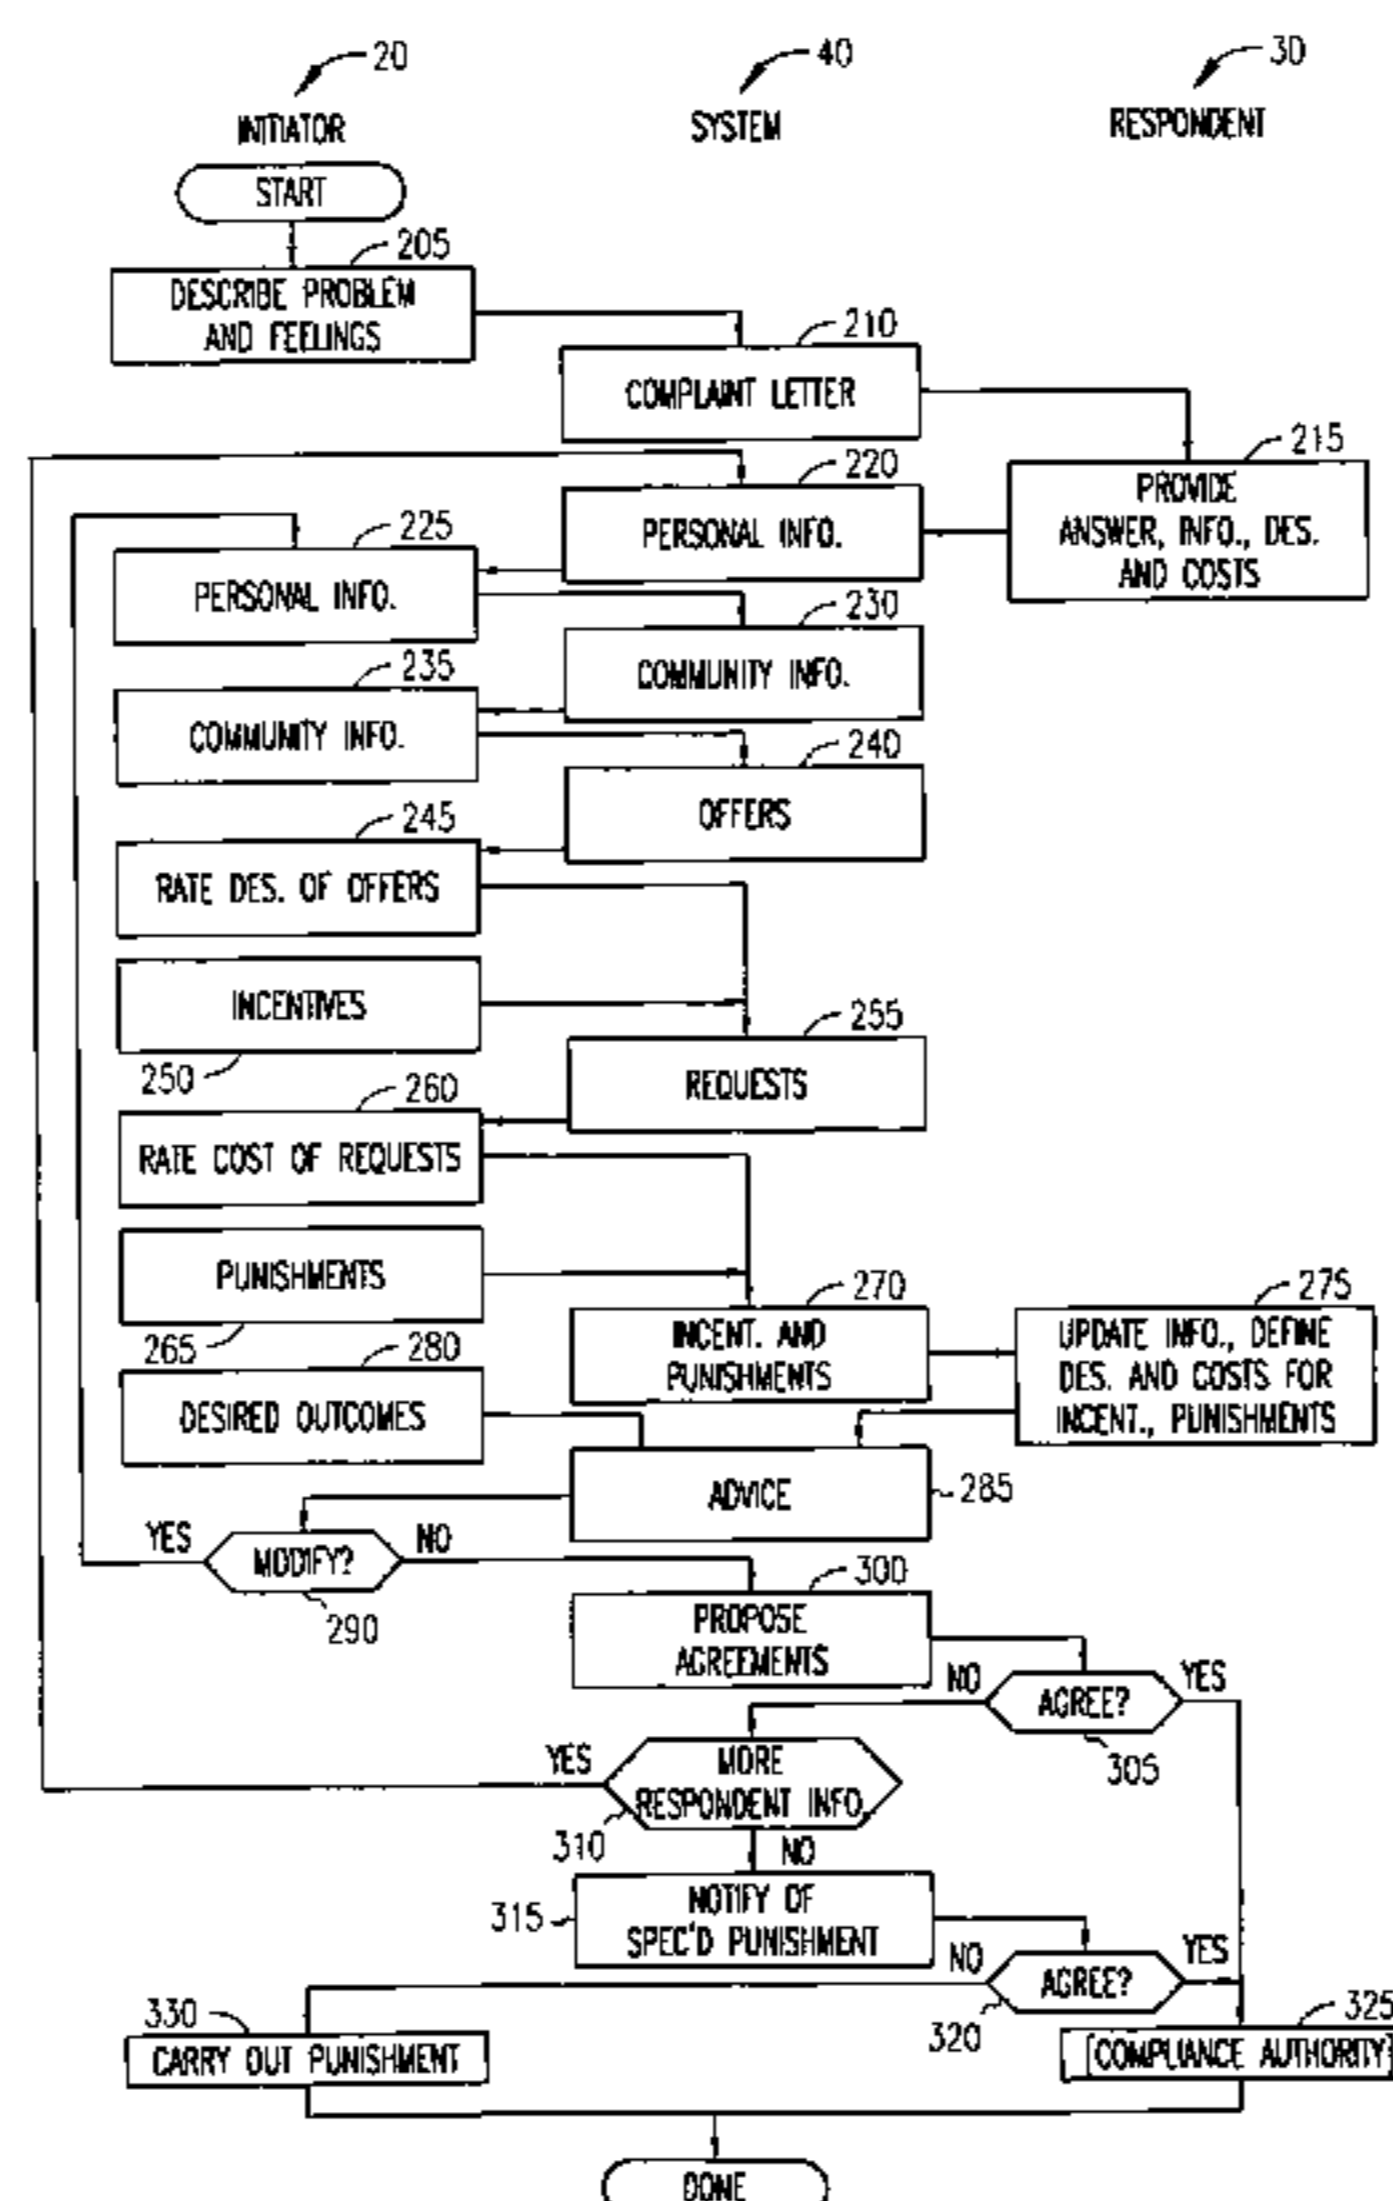 20
40
30
INITIATOR
SYSTEM
RESPONDENT
START
205
DESCRIBE PROBLEM
AND FEELINGS
210
COMPLAINT LETTER
215
PROVIDE
ANSWER, INFO., DES.
AND COSTS
220
PERSONAL INFO.
225
PERSONAL INFO.
230
COMMUNITY INFO.
235
COMMUNITY INFO.
240
OFFERS
245
RATE DES. OF OFFERS
INCENTIVES
250
255
REQUESTS
260
RATE COST OF REQUESTS
PUNISHMENTS
265
270
INCENT. AND
PUNISHMENTS
275
UPDATE INFO., DEFINE
DES. AND COSTS FOR
INCENT., PUNISHMENTS
280
DESIRED OUTCOMES
ADVICE
285
YES
MODIFY?
NO
290
300
PROPOSE
AGREEMENTS
NO
AGREE?
YES
305
YES
MORE
RESPONDENT INFO.
310
NO
315
NOTIFY OF
SPEC'D PUNISHMENT
NO
AGREE?
YES
320
325
[COMPLIANCE AUTHORITY]
330
CARRY OUT PUNISHMENT
DONE